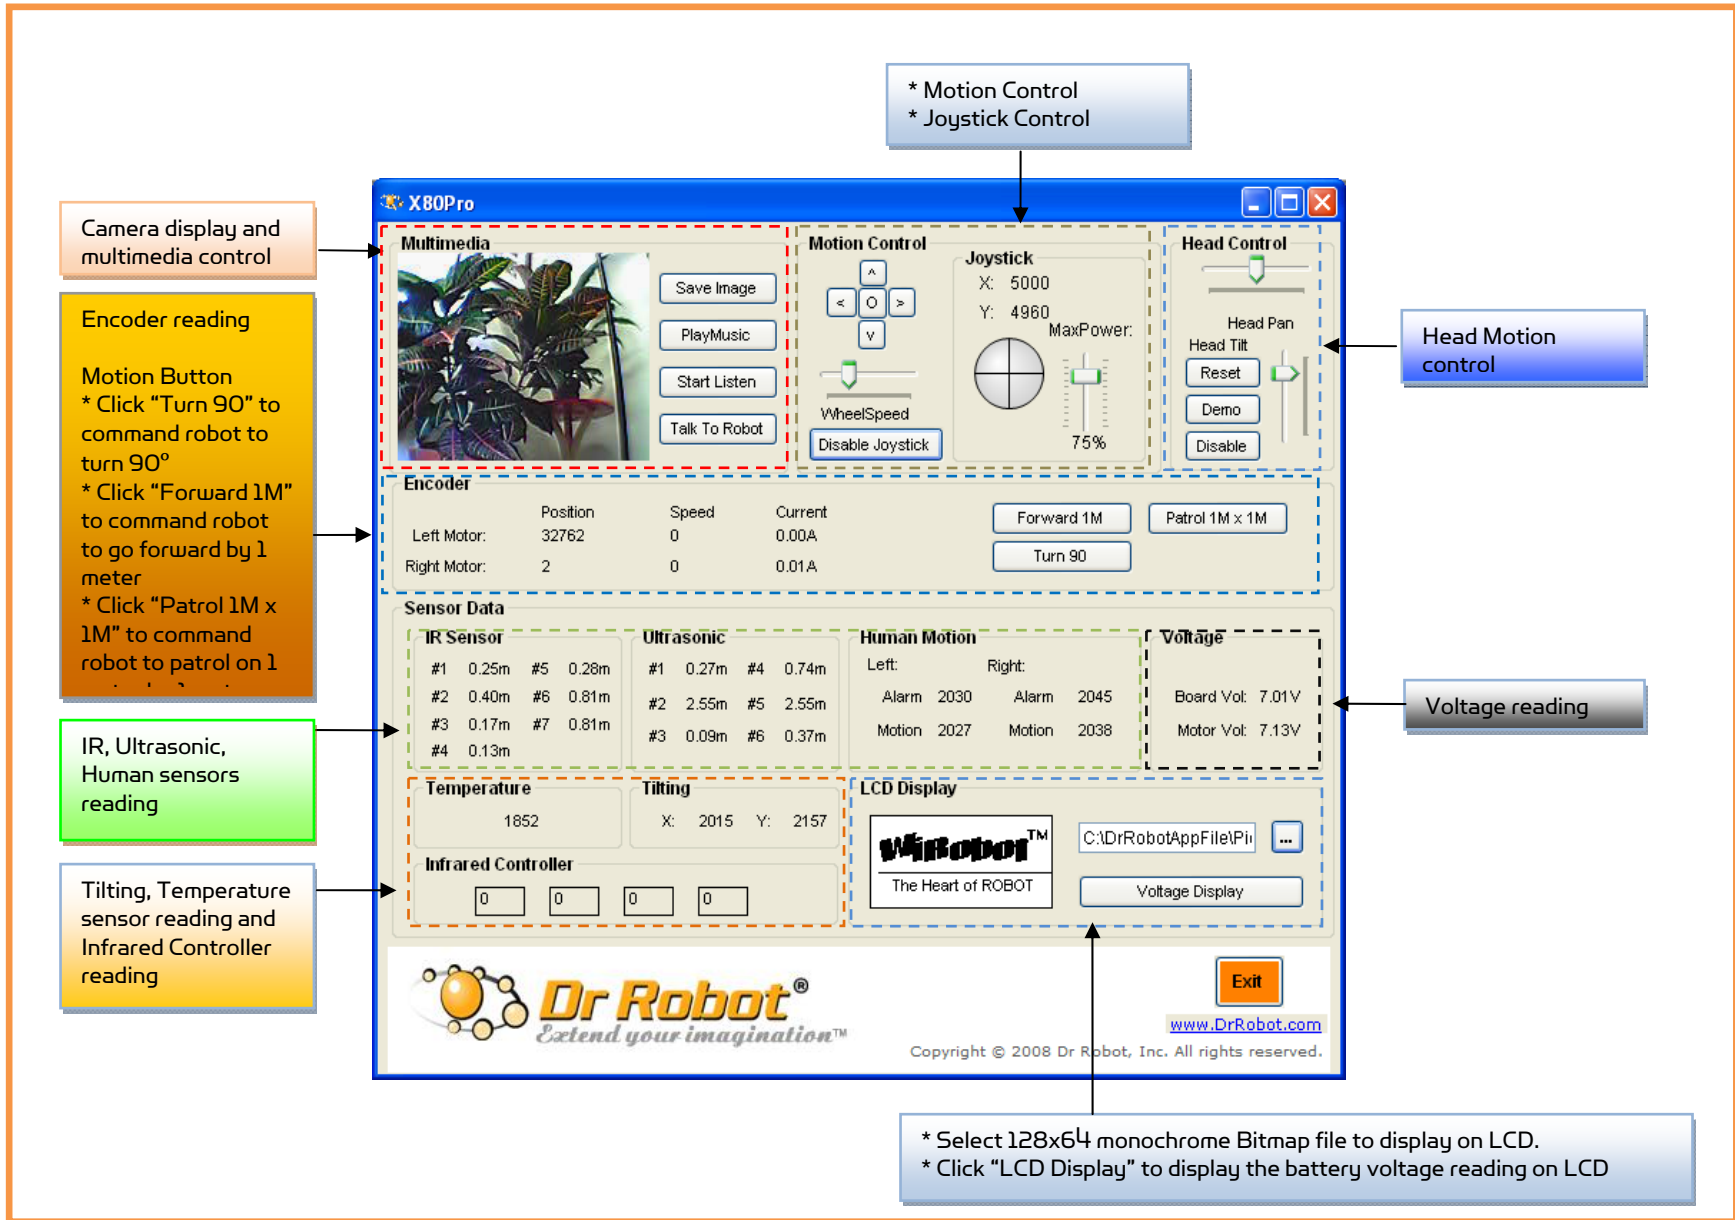 * Motion Control
* Joystick Control
Camera display and
multimedia control
Encoder reading
Motion Button
* Click “Turn 90” to
command robot to
turn 90°
* Click “Forward 1M”
to command robot
to go forward by 1
meter
* Click “Patrol 1M x
1M” to command
robot to patrol on 1
IR, Ultrasonic,
Human sensors
reading
Tilting, Temperature
sensor reading and
Infrared Controller
reading
X80Pro
Multimedia
Save Image
PlayMusic
Start Listen
Talk To Robot
Motion Control
^
< O >
v
WheelSpeed
Disable Joystick
Joystick
X: 5000
Y: 4960
MaxPower:
75%
Head Control
Head Pan
Head Tilt
Reset
Demo
Disable
Head Motion
control
Encoder
Position Speed Current
Left Motor: 32762 0 0.00A
Right Motor: 2 0 0.01A
Forward 1M Patrol 1M x 1M
Turn 90
Sensor Data
IR Sensor
#1 0.25m #5 0.28m
#2 0.40m #6 0.81m
#3 0.17m #7 0.81m
#4 0.13m
Ultrasonic
#1 0.27m #4 0.74m
#2 2.55m #5 2.55m
#3 0.09m #6 0.37m
Human Motion
Left: Right:
Alarm 2030 Alarm 2045
Motion 2027 Motion 2038
Voltage
Board Vol: 7.01V
Motor Vol: 7.13V
Voltage reading
Temperature
1852
Tilting
X: 2015 Y: 2157
Infrared Controller
0 0 0 0
LCD Display
WiRobot™
The Heart of ROBOT
C:\DrRobotAppFile\Pi
...
Voltage Display
Dr Robot®
Extend your imagination™
Exit
www.DrRobot.com
Copyright © 2008 Dr Robot, Inc. All rights reserved.
* Select 128x64 monochrome Bitmap file to display on LCD.
* Click “LCD Display” to display the battery voltage reading on LCD